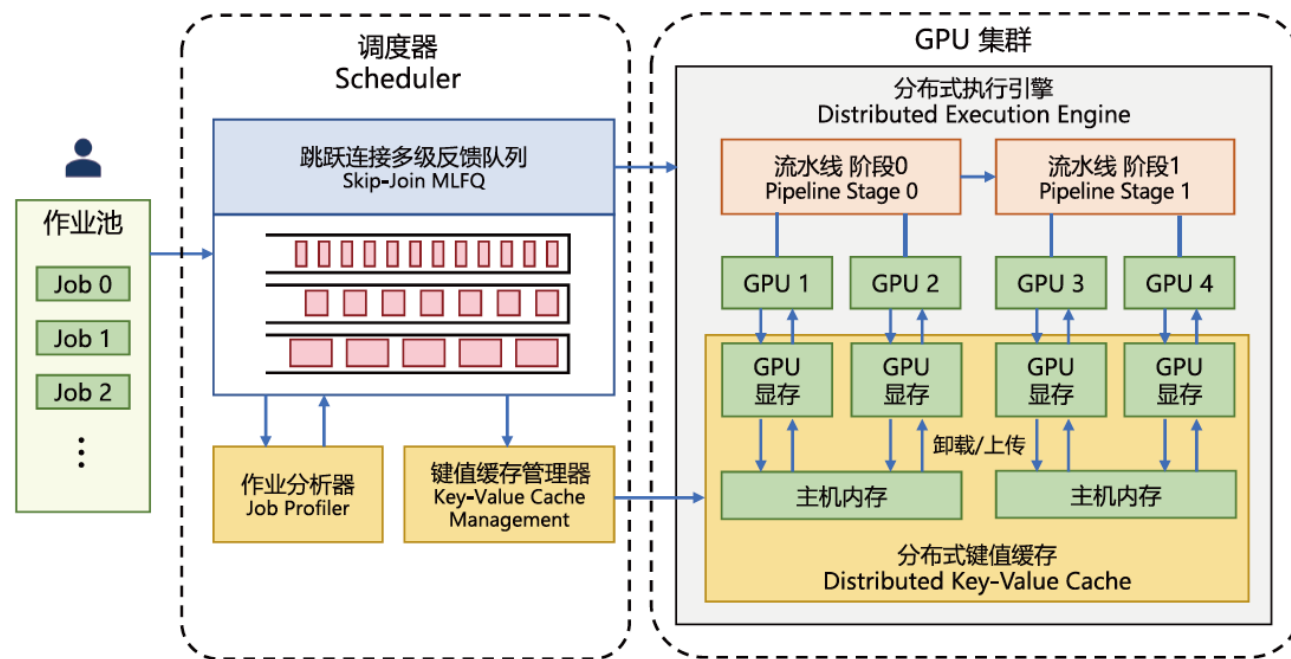 调度器
Scheduler
GPU 集群
分布式执行引擎
Distributed Execution Engine
跳跃连接多级反馈队列
Skip-Join MLFQ
流水线 阶段0
Pipeline Stage 0
流水线 阶段1
Pipeline Stage 1
作业池
Job 0
Job 1
Job 2
⋮
GPU 1
GPU 2
GPU 3
GPU 4
GPU
显存
GPU
显存
GPU
显存
GPU
显存
卸载/上传
主机内存
主机内存
作业分析器
Job Profiler
键值缓存管理器
Key-Value Cache
Management
分布式键值缓存
Distributed Key-Value Cache